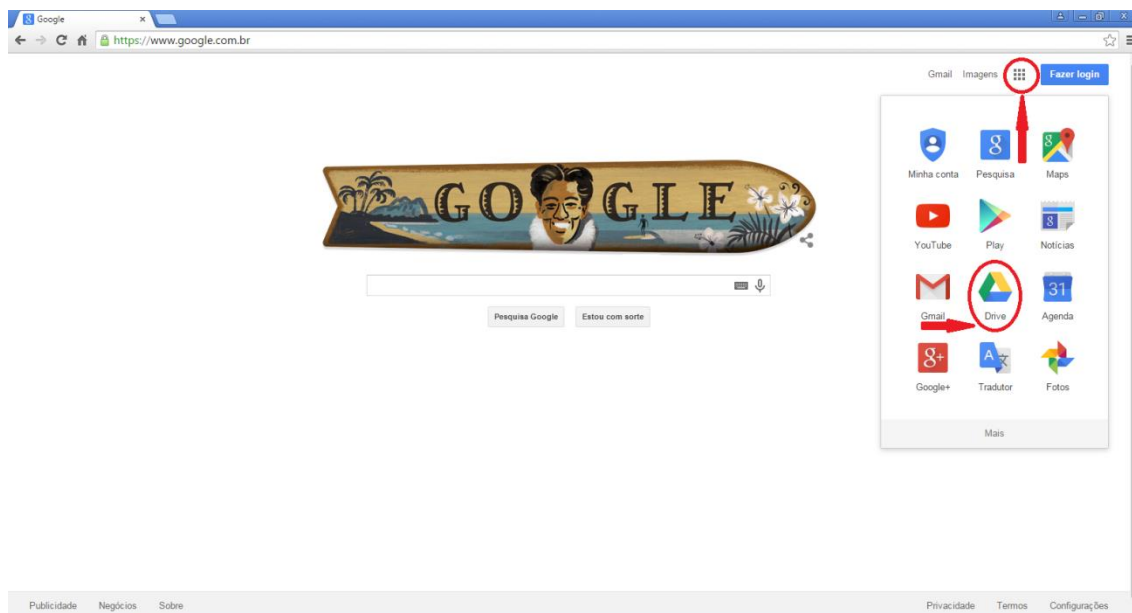 Google
https://www.google.com.br
Gmail Imagens Fazer login
GOOGLE
Minha conta Pesquisa Maps
YouTube Play Notícias
31
Gmail Drive Agenda
Google+ Tradutor Fotos
Mais
Pesquisa Google Estou com sorte
Publicidade Negócios Sobre Privacidade Termos Configurações